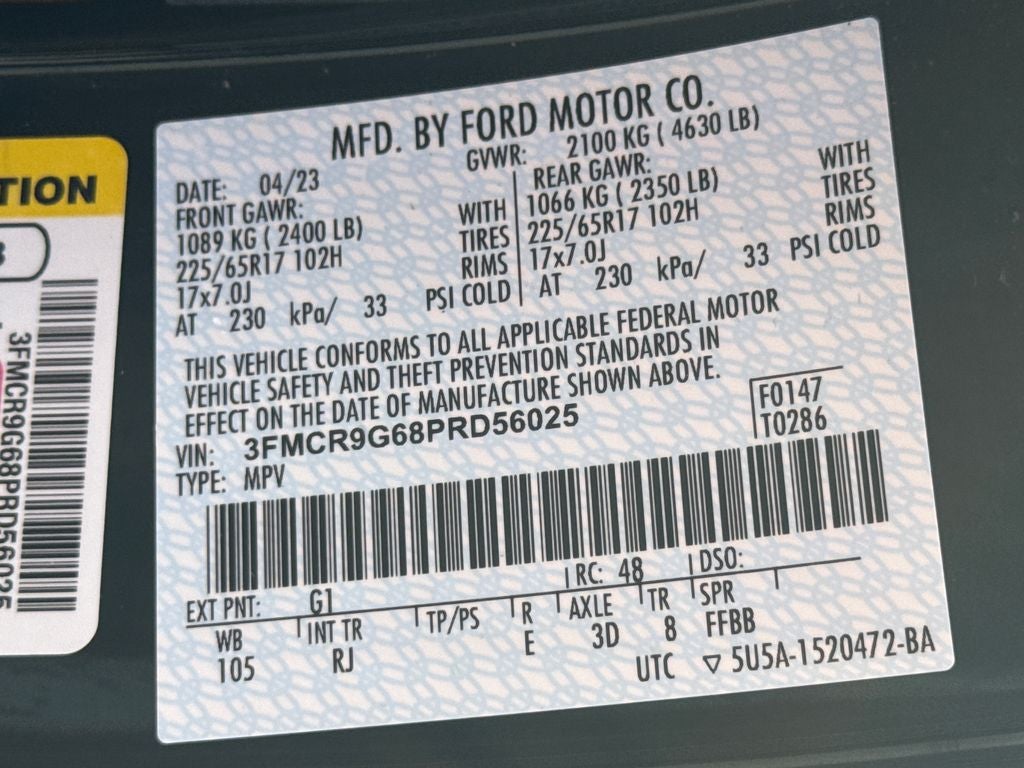 TION
3FMCR9G68PRD56025
MFD. BY FORD MOTOR CO.
DATE: 04/23 GVWR: 2100 KG ( 4630 LB)
FRONT GAWR: WITH
1089 KG ( 2400 LB) TIRES
225/65R17 102H RIMS
17x7.0J
AT 230 kPa/ 33 PSI COLD
REAR GAWR: WITH
1066 KG ( 2350 LB) TIRES
225/65R17 102H RIMS
17x7.0J
AT 230 kPa/ 33 PSI COLD
THIS VEHICLE CONFORMS TO ALL APPLICABLE FEDERAL MOTOR
VEHICLE SAFETY AND THEFT PREVENTION STANDARDS IN
EFFECT ON THE DATE OF MANUFACTURE SHOWN ABOVE.
VIN: 3FMCR9G68PRD56025
TYPE: MPV
F0147
T0286
EXT PNT: G1 RC: 48 DSO:
WB INT TR TP/PS R AXLE TR SPR
105 RJ E 3D 8 FFBB
UTC ▽ 5U5A-1520472-BA